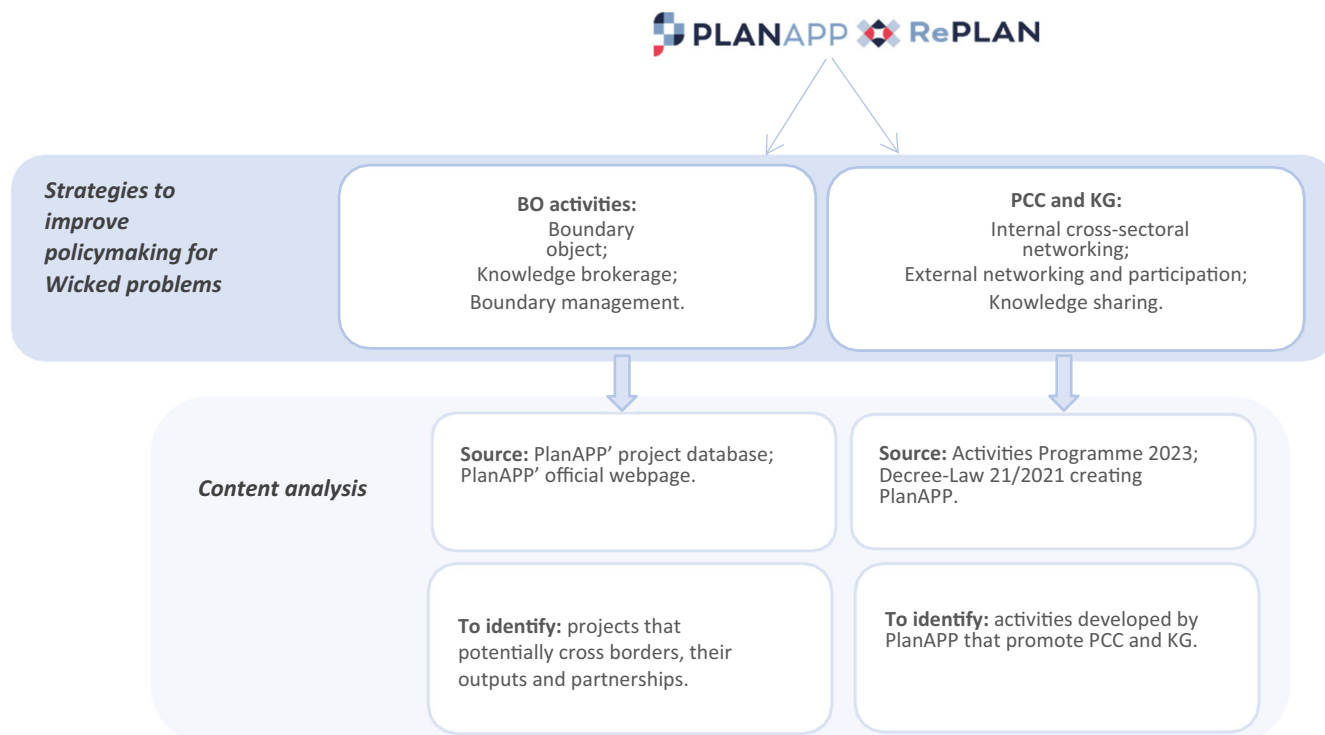 PLANAPP RePLAN
Strategies to
improve
policymaking for
Wicked problems
BO activities:
Boundary
object;
Knowledge brokerage;
Boundary management.
PCC and KG:
Internal cross-sectoral
networking;
External networking and participation;
Knowledge sharing.
Content analysis
Source: PlanAPP’ project database;
PlanAPP’ official webpage.
Source: Activities Programme 2023;
Decree-Law 21/2021 creating
PlanAPP.
To identify: projects that
potentially cross borders, their
outputs and partnerships.
To identify: activities developed by
PlanAPP that promote PCC and KG.